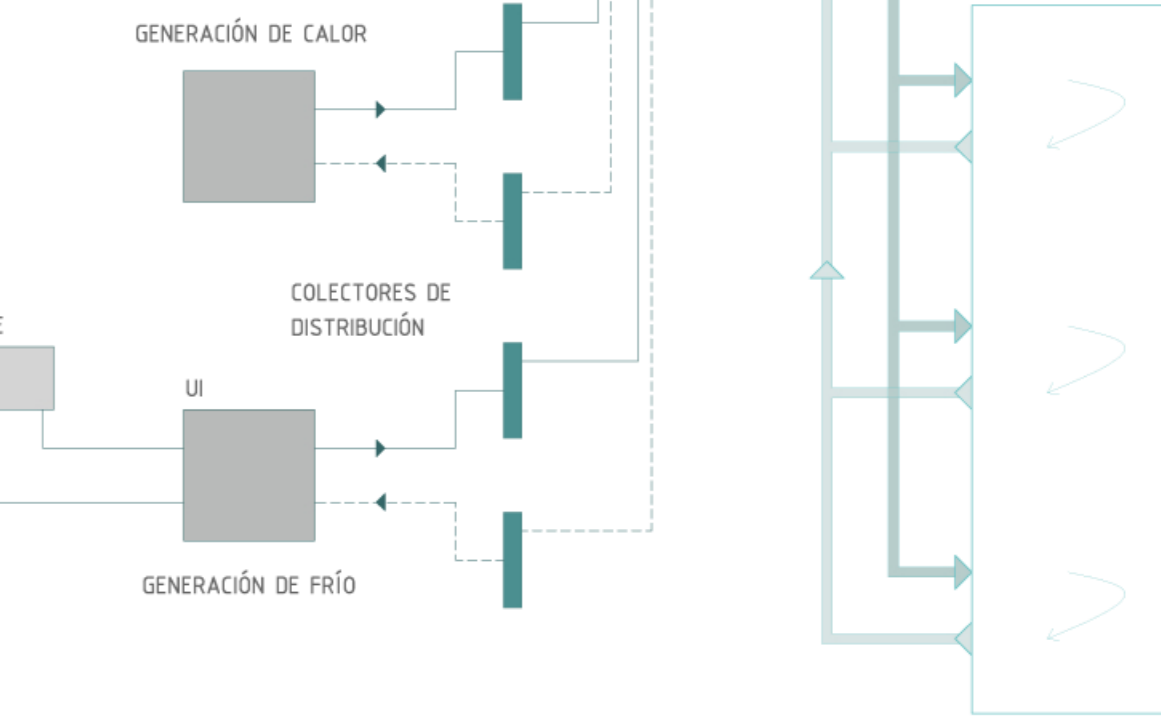 GENERACIÓN DE CALOR
COLECTORES DE
DISTRIBUCIÓN
E
UI
GENERACIÓN DE FRÍO